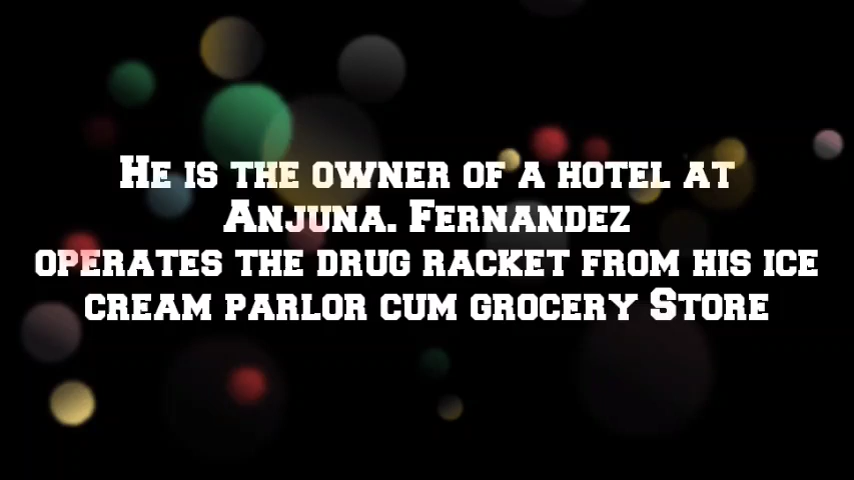 He is the owner of a hotel at
Anjuna. Fernandez
operates the drug racket from his ice
cream parlor cum grocery Store